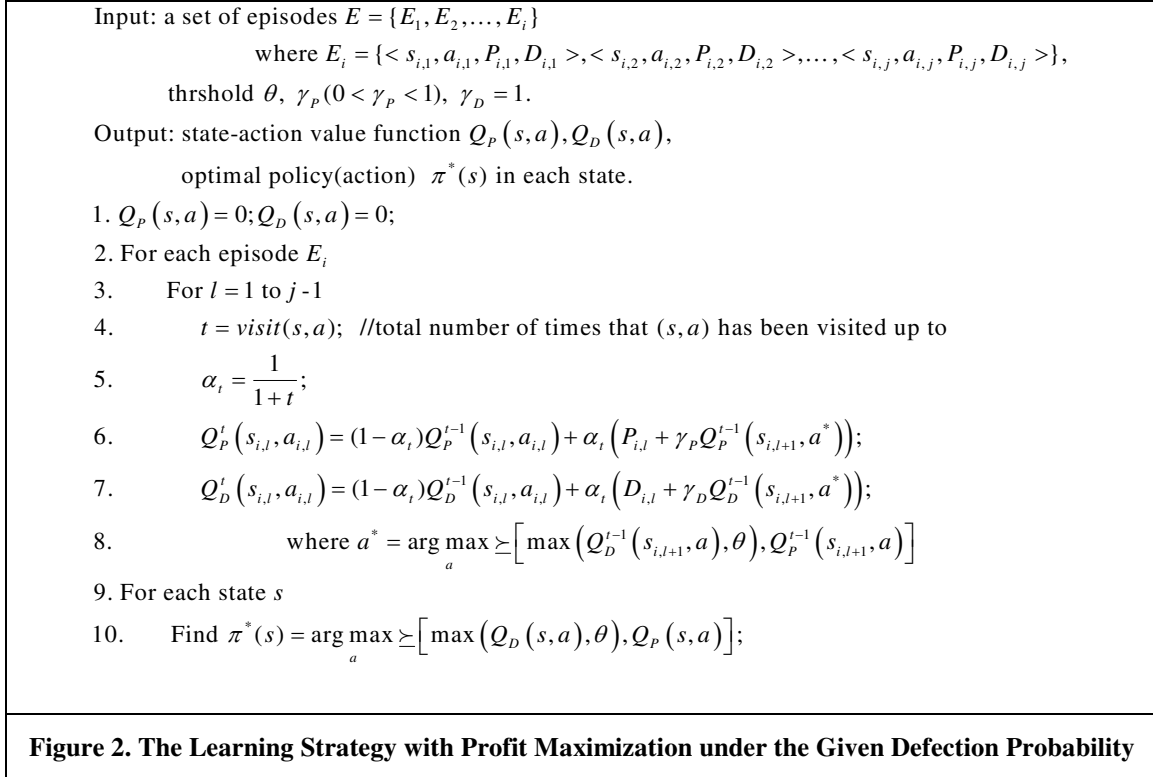 Input: a set of episodes E = {E₁, E₂, …, Eᵢ}
where Eᵢ = {< s_{i,1}, a_{i,1}, P_{i,1}, D_{i,1} >, < s_{i,2}, a_{i,2}, P_{i,2}, D_{i,2} >, …, < s_{i,j}, a_{i,j}, P_{i,j}, D_{i,j} >},
thrshold θ, γ_P (0 < γ_P < 1), γ_D = 1.
Output: state-action value function Q_P(s,a), Q_D(s,a),
optimal policy(action) π*(s) in each state.
1. Q_P(s,a) = 0; Q_D(s,a) = 0;
2. For each episode Eᵢ
3. For l = 1 to j -1
4. t = visit(s,a); //total number of times that (s,a) has been visited up to
5. α_t = 1/(1 + t);
6. Q_P^t(s_{i,l}, a_{i,l}) = (1 − α_t)Q_P^{t−1}(s_{i,l}, a_{i,l}) + α_t(P_{i,l} + γ_P Q_P^{t−1}(s_{i,l+1}, a*));
7. Q_D^t(s_{i,l}, a_{i,l}) = (1 − α_t)Q_D^{t−1}(s_{i,l}, a_{i,l}) + α_t(D_{i,l} + γ_D Q_D^{t−1}(s_{i,l+1}, a*));
8. where a* = arg max_a ⪰[max(Q_D^{t−1}(s_{i,l+1}, a), θ), Q_P^{t−1}(s_{i,l+1}, a)]
9. For each state s
10. Find π*(s) = arg max_a ⪰[max(Q_D(s,a), θ), Q_P(s,a)];
Figure 2. The Learning Strategy with Profit Maximization under the Given Defection Probability